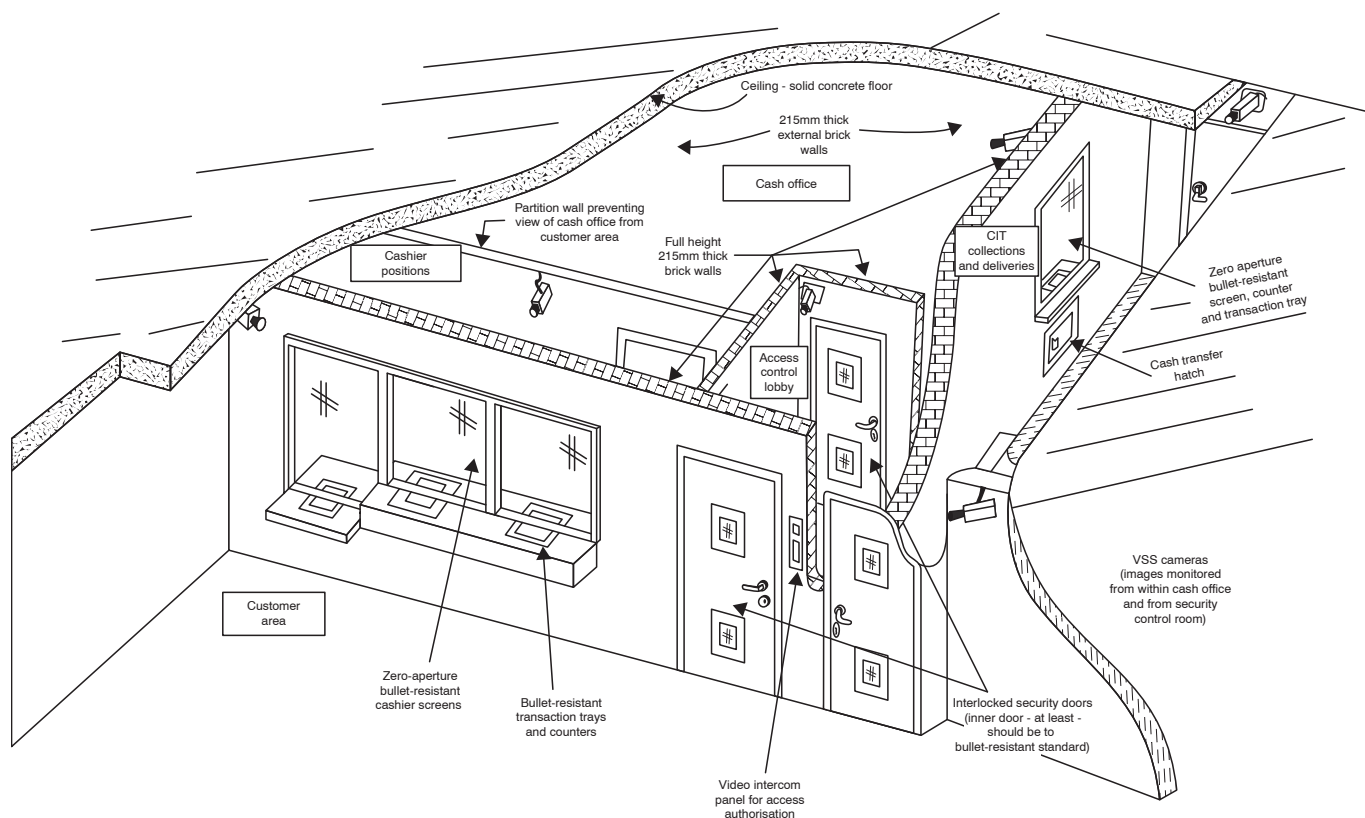 Ceiling - solid concrete floor
215mm thick
external brick
walls
Cash office
Partition wall preventing
view of cash office from
customer area
Cashier
positions
Full height
215mm thick
brick walls
CIT
collections
and deliveries
Zero aperture
bullet-resistant
screen, counter
and transaction tray
Access
control
lobby
Cash transfer
hatch
VSS cameras
(images monitored
from within cash office
and from security
control room)
Customer
area
Zero-aperture
bullet-resistant
cashier screens
Bullet-resistant
transaction trays
and counters
Interlocked security doors
(inner door - at least -
should be to
bullet-resistant standard)
Video intercom
panel for access
authorisation